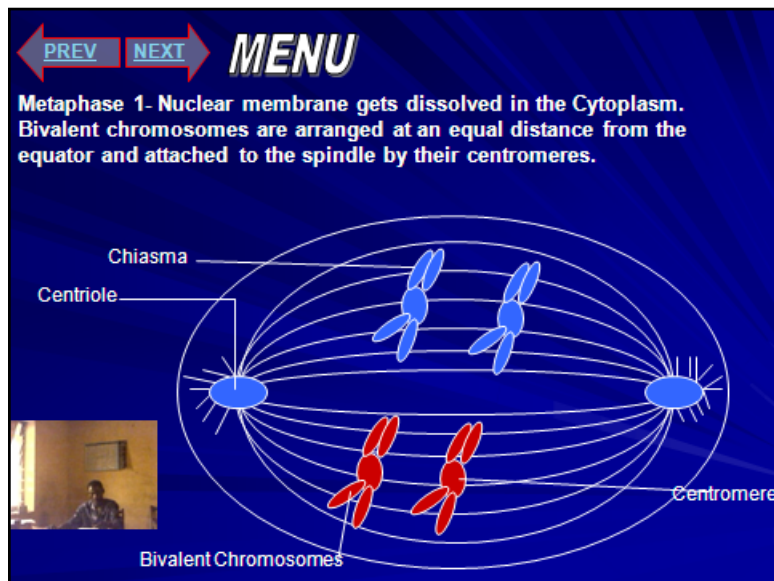 PREV NEXT MENU
Metaphase 1- Nuclear membrane gets dissolved in the Cytoplasm.
Bivalent chromosomes are arranged at an equal distance from the
equator and attached to the spindle by their centromeres.
Chiasma
Centriole
Centromere
Bivalent Chromosomes